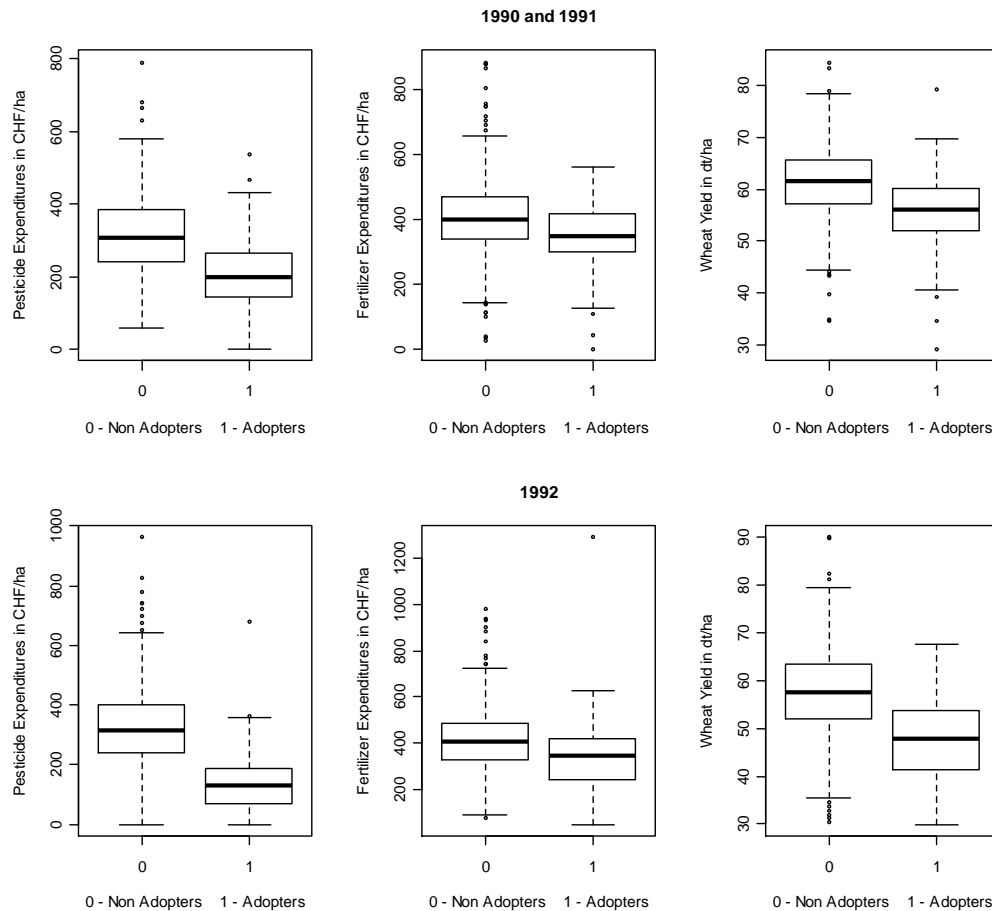 1990 and 1991
Pesticide Expenditures in CHF/ha
0 200 400 600 800
0 1
0 - Non Adopters 1 - Adopters
Fertilizer Expenditures in CHF/ha
0 200 400 600 800
0 1
0 - Non Adopters 1 - Adopters
Wheat Yield in dt/ha
30 40 50 60 70 80
0 1
0 - Non Adopters 1 - Adopters
1992
Pesticide Expenditures in CHF/ha
0 200 400 600 800 1000
0 1
0 - Non Adopters 1 - Adopters
Fertilizer Expenditures in CHF/ha
200 400 600 800 1000 1200
0 1
0 - Non Adopters 1 - Adopters
Wheat Yield in dt/ha
30 40 50 60 70 80 90
0 1
0 - Non Adopters 1 - Adopters